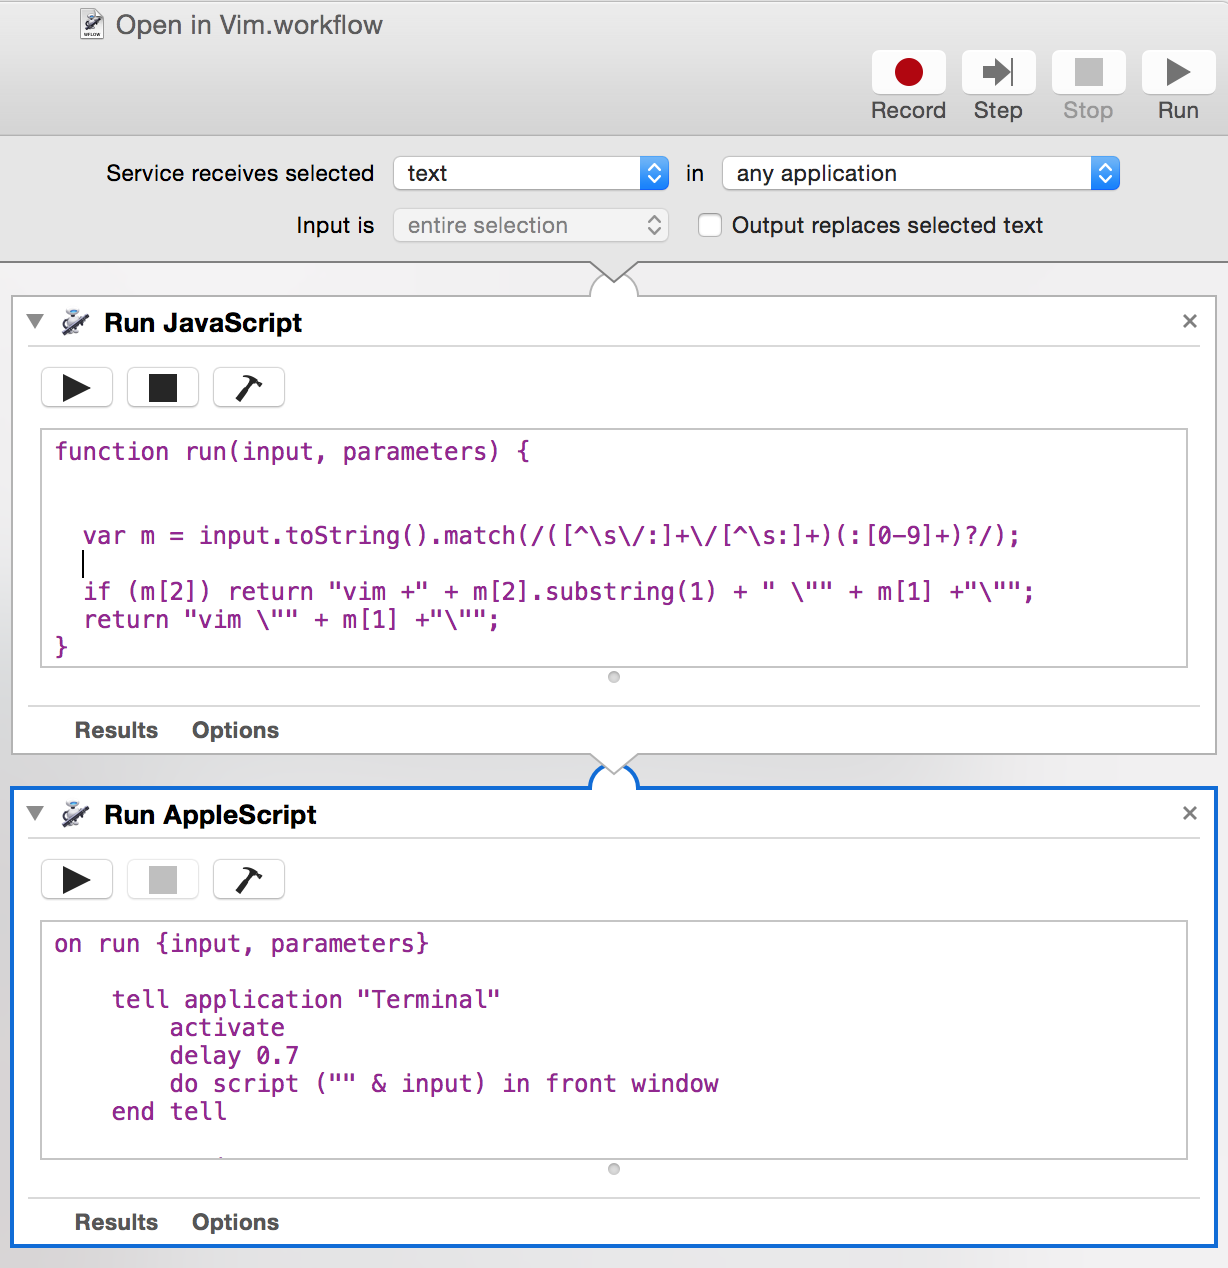 Open in Vim.workflow
Record Step Stop Run
Service receives selected text in any application
Input is entire selection Output replaces selected text
Run JavaScript
function run(input, parameters) {
var m = input.toString().match(/([^\s\/:]+\/[^\s:]+)(:[0-9]+)?/);
if (m[2]) return "vim +" + m[2].substring(1) + " \"" + m[1] +"\"";
return "vim \"" + m[1] +"\"";
}
Results Options
Run AppleScript
on run {input, parameters}
tell application "Terminal"
activate
delay 0.7
do script ("" & input) in front window
end tell
Results Options